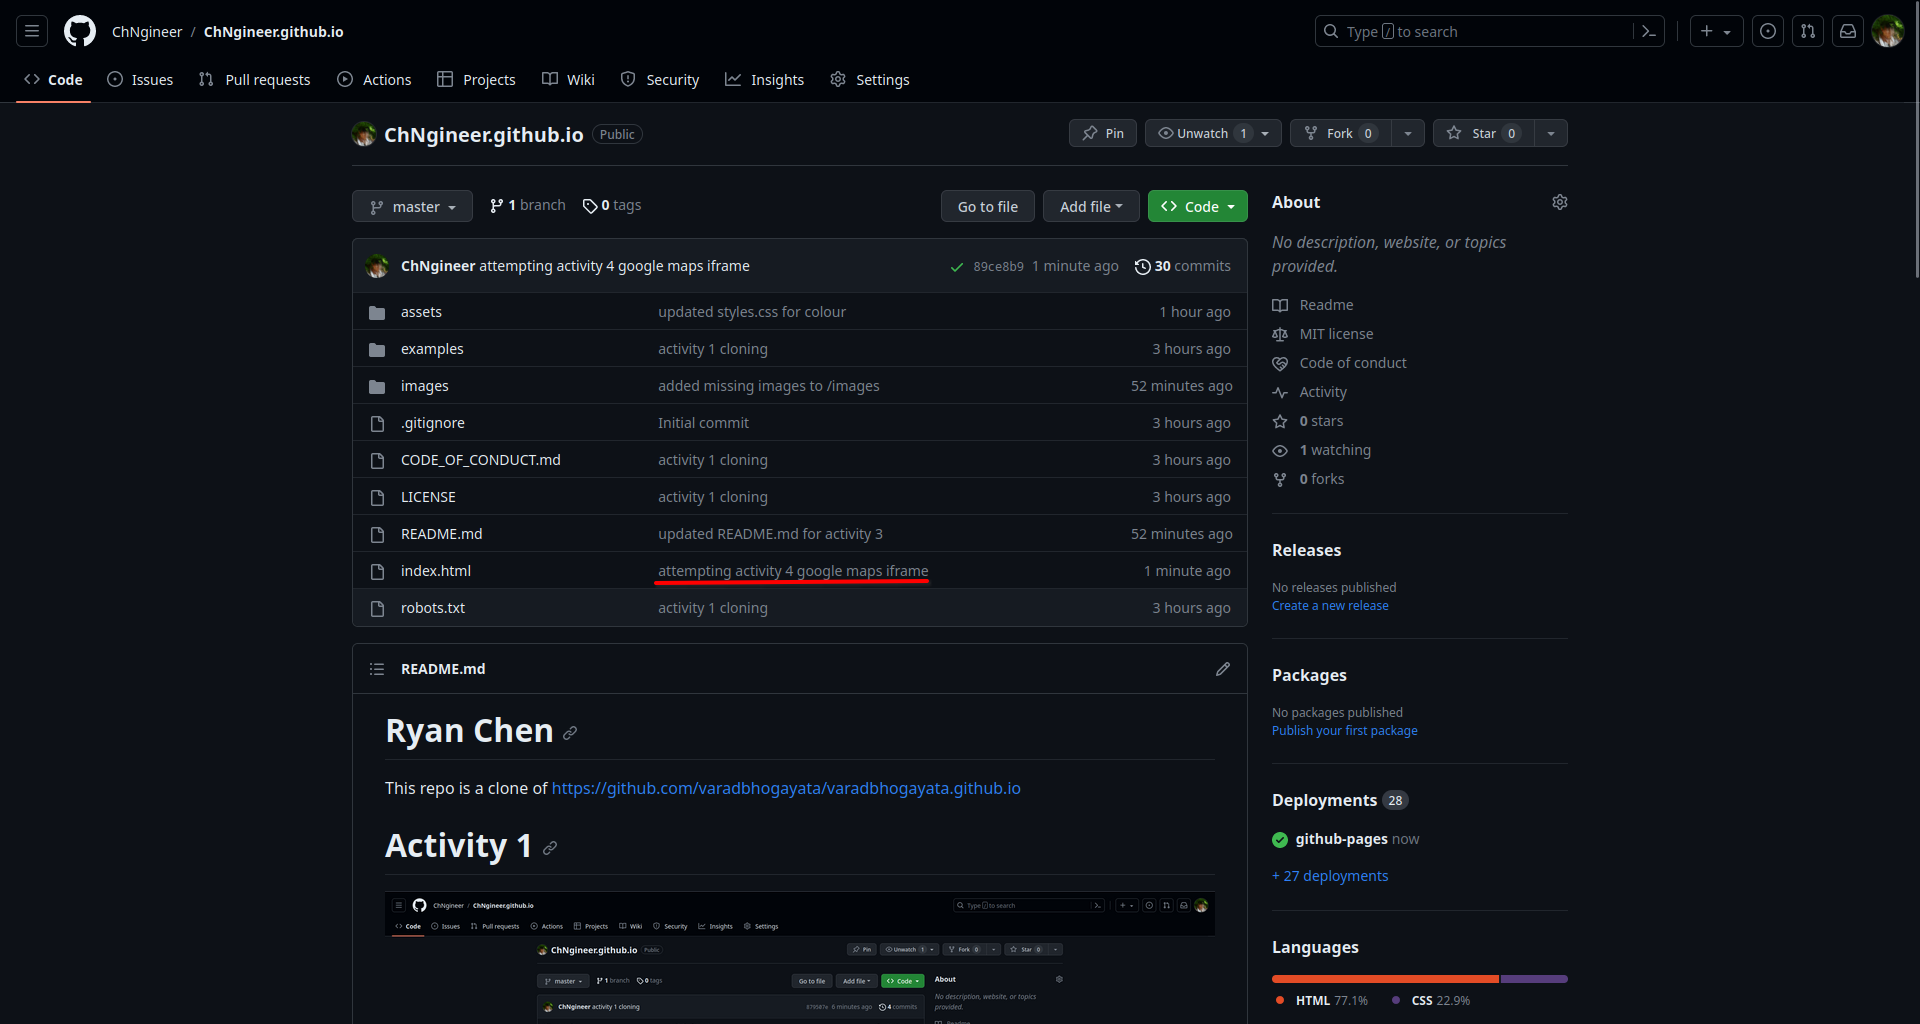 ChNgineer / ChNgineer.github.io
Type / to search
Code Issues Pull requests Actions Projects Wiki Security Insights Settings
ChNgineer.github.io Public
Pin Unwatch 1 Fork 0 Star 0
master 1 branch 0 tags Go to file Add file Code
ChNgineer attempting activity 4 google maps iframe 89ce8b9 1 minute ago 30 commits
assets updated styles.css for colour 1 hour ago
examples activity 1 cloning 3 hours ago
images added missing images to /images 52 minutes ago
.gitignore Initial commit 3 hours ago
CODE_OF_CONDUCT.md activity 1 cloning 3 hours ago
LICENSE activity 1 cloning 3 hours ago
README.md updated README.md for activity 3 52 minutes ago
index.html attempting activity 4 google maps iframe 1 minute ago
robots.txt activity 1 cloning 3 hours ago
README.md
Ryan Chen
This repo is a clone of https://github.com/varadbhogayata/varadbhogayata.github.io
Activity 1
ChNgineer / ChNgineer.github.io
Type / to search
Code Issues Pull requests Actions Projects Wiki Security Insights Settings
ChNgineer.github.io Public
Pin Unwatch 1 Fork 0 Star 0
master 1 branch 0 tags Go to file Add file Code
About
No description, website, or topics
provided.
ChNgineer activity 1 cloning 6 minutes ago 4 commits
About
No description, website, or topics
provided.
Readme
MIT license
Code of conduct
Activity
0 stars
1 watching
0 forks
Releases
No releases published
Create a new release
Packages
No packages published
Publish your first package
Deployments 28
github-pages now
+ 27 deployments
Languages
HTML 77.1% CSS 22.9%